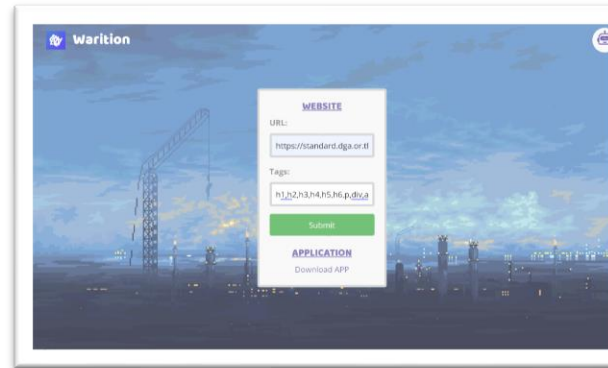 Warition
WEBSITE
URL:
https://standard.dga.or.tl
Tags:
h1,h2,h3,h4,h5,h6,p,div,a
Submit
APPLICATION
Download APP